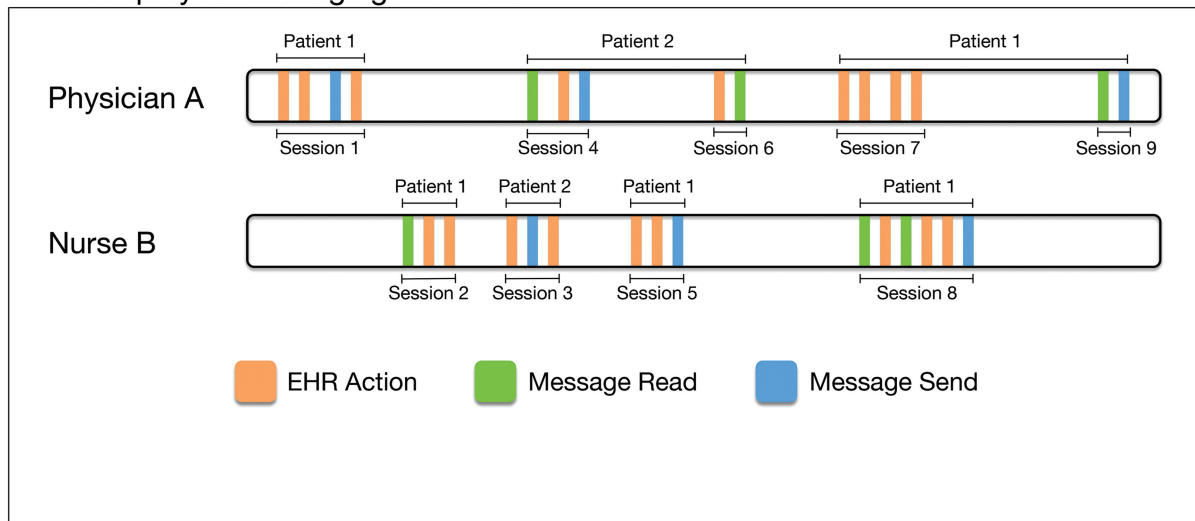 Patient 1 Patient 2 Patient 1
Physician A
Session 1 Session 4 Session 6 Session 7 Session 9
Patient 1 Patient 2 Patient 1 Patient 1
Nurse B
Session 2 Session 3 Session 5 Session 8
EHR Action Message Read Message Send